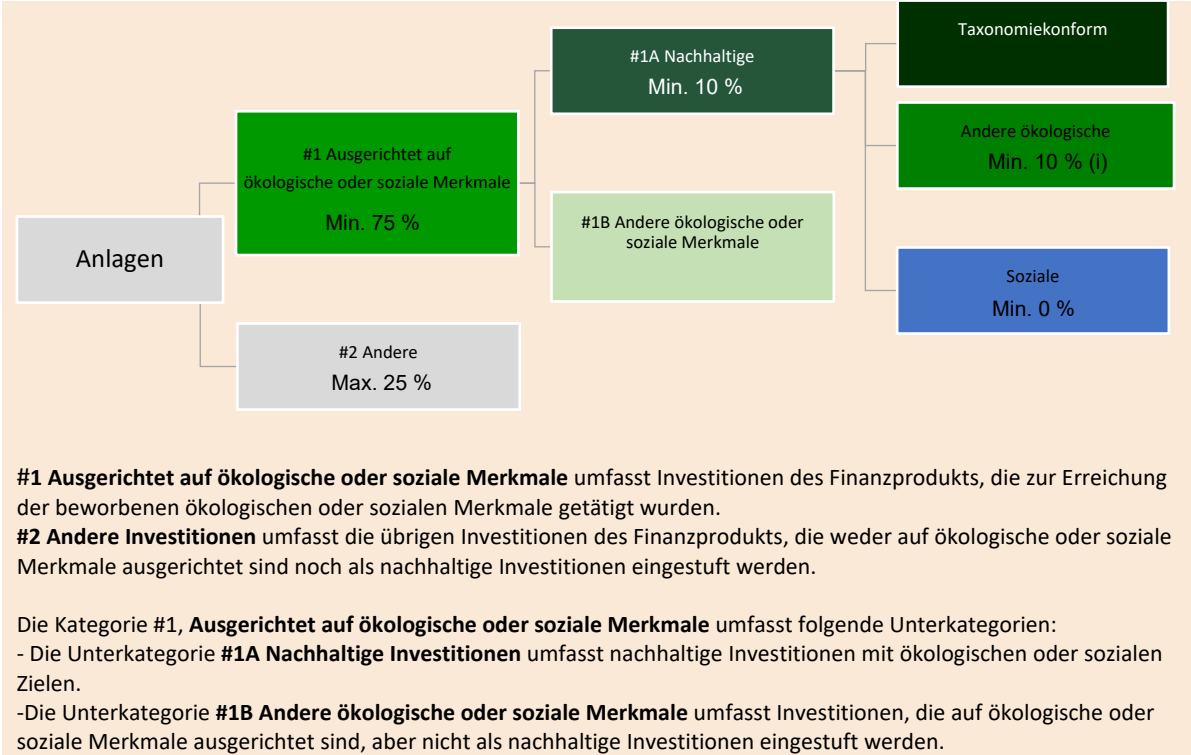 Taxonomiekonform
#1A Nachhaltige
Min. 10 %
Andere ökologische
Min. 10 % (i)
#1 Ausgerichtet auf
ökologische oder soziale Merkmale
Min. 75 %
#1B Andere ökologische oder
soziale Merkmale
Anlagen
Soziale
Min. 0 %
#2 Andere
Max. 25 %
#1 Ausgerichtet auf ökologische oder soziale Merkmale umfasst Investitionen des Finanzprodukts, die zur Erreichung
der beworbenen ökologischen oder sozialen Merkmale getätigt wurden.
#2 Andere Investitionen umfasst die übrigen Investitionen des Finanzprodukts, die weder auf ökologische oder soziale
Merkmale ausgerichtet sind noch als nachhaltige Investitionen eingestuft werden.
Die Kategorie #1, Ausgerichtet auf ökologische oder soziale Merkmale umfasst folgende Unterkategorien:
- Die Unterkategorie #1A Nachhaltige Investitionen umfasst nachhaltige Investitionen mit ökologischen oder sozialen
Zielen.
-Die Unterkategorie #1B Andere ökologische oder soziale Merkmale umfasst Investitionen, die auf ökologische oder
soziale Merkmale ausgerichtet sind, aber nicht als nachhaltige Investitionen eingestuft werden.